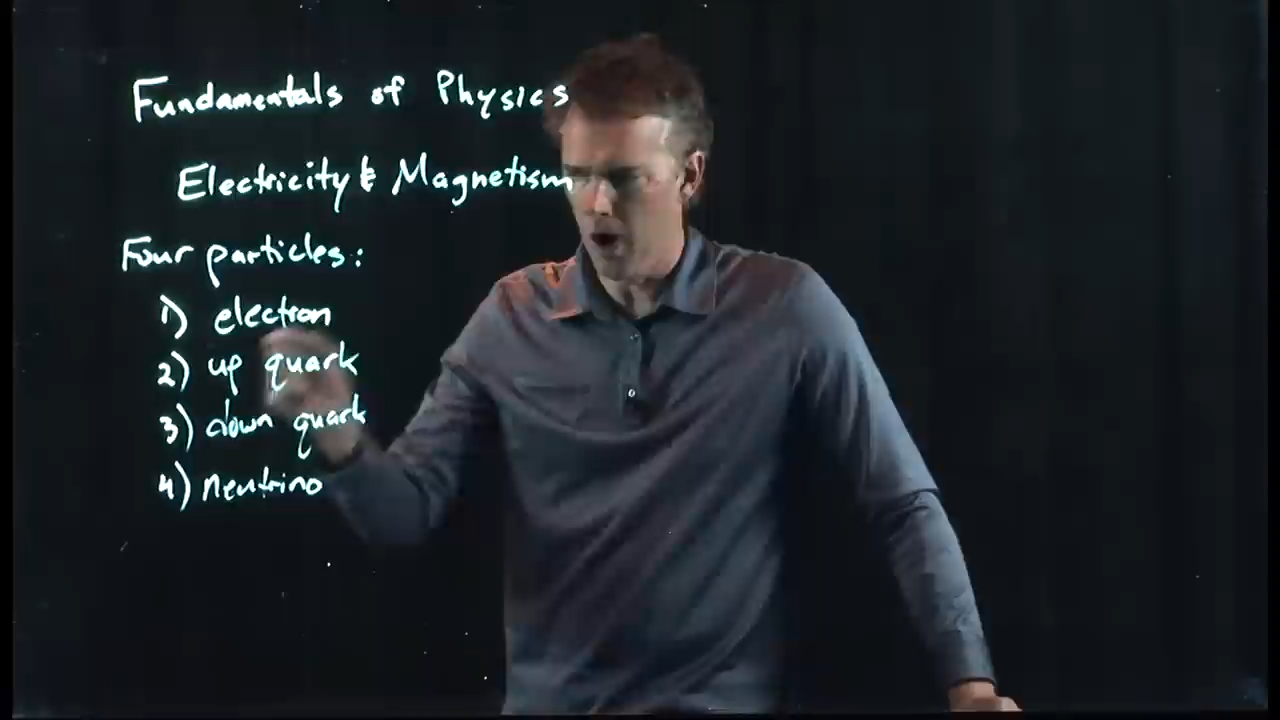 Fundamentals of Physics
Electricity & Magnetism
Four particles:
1) electron
2) up quark
3) down quark
4) neutrino